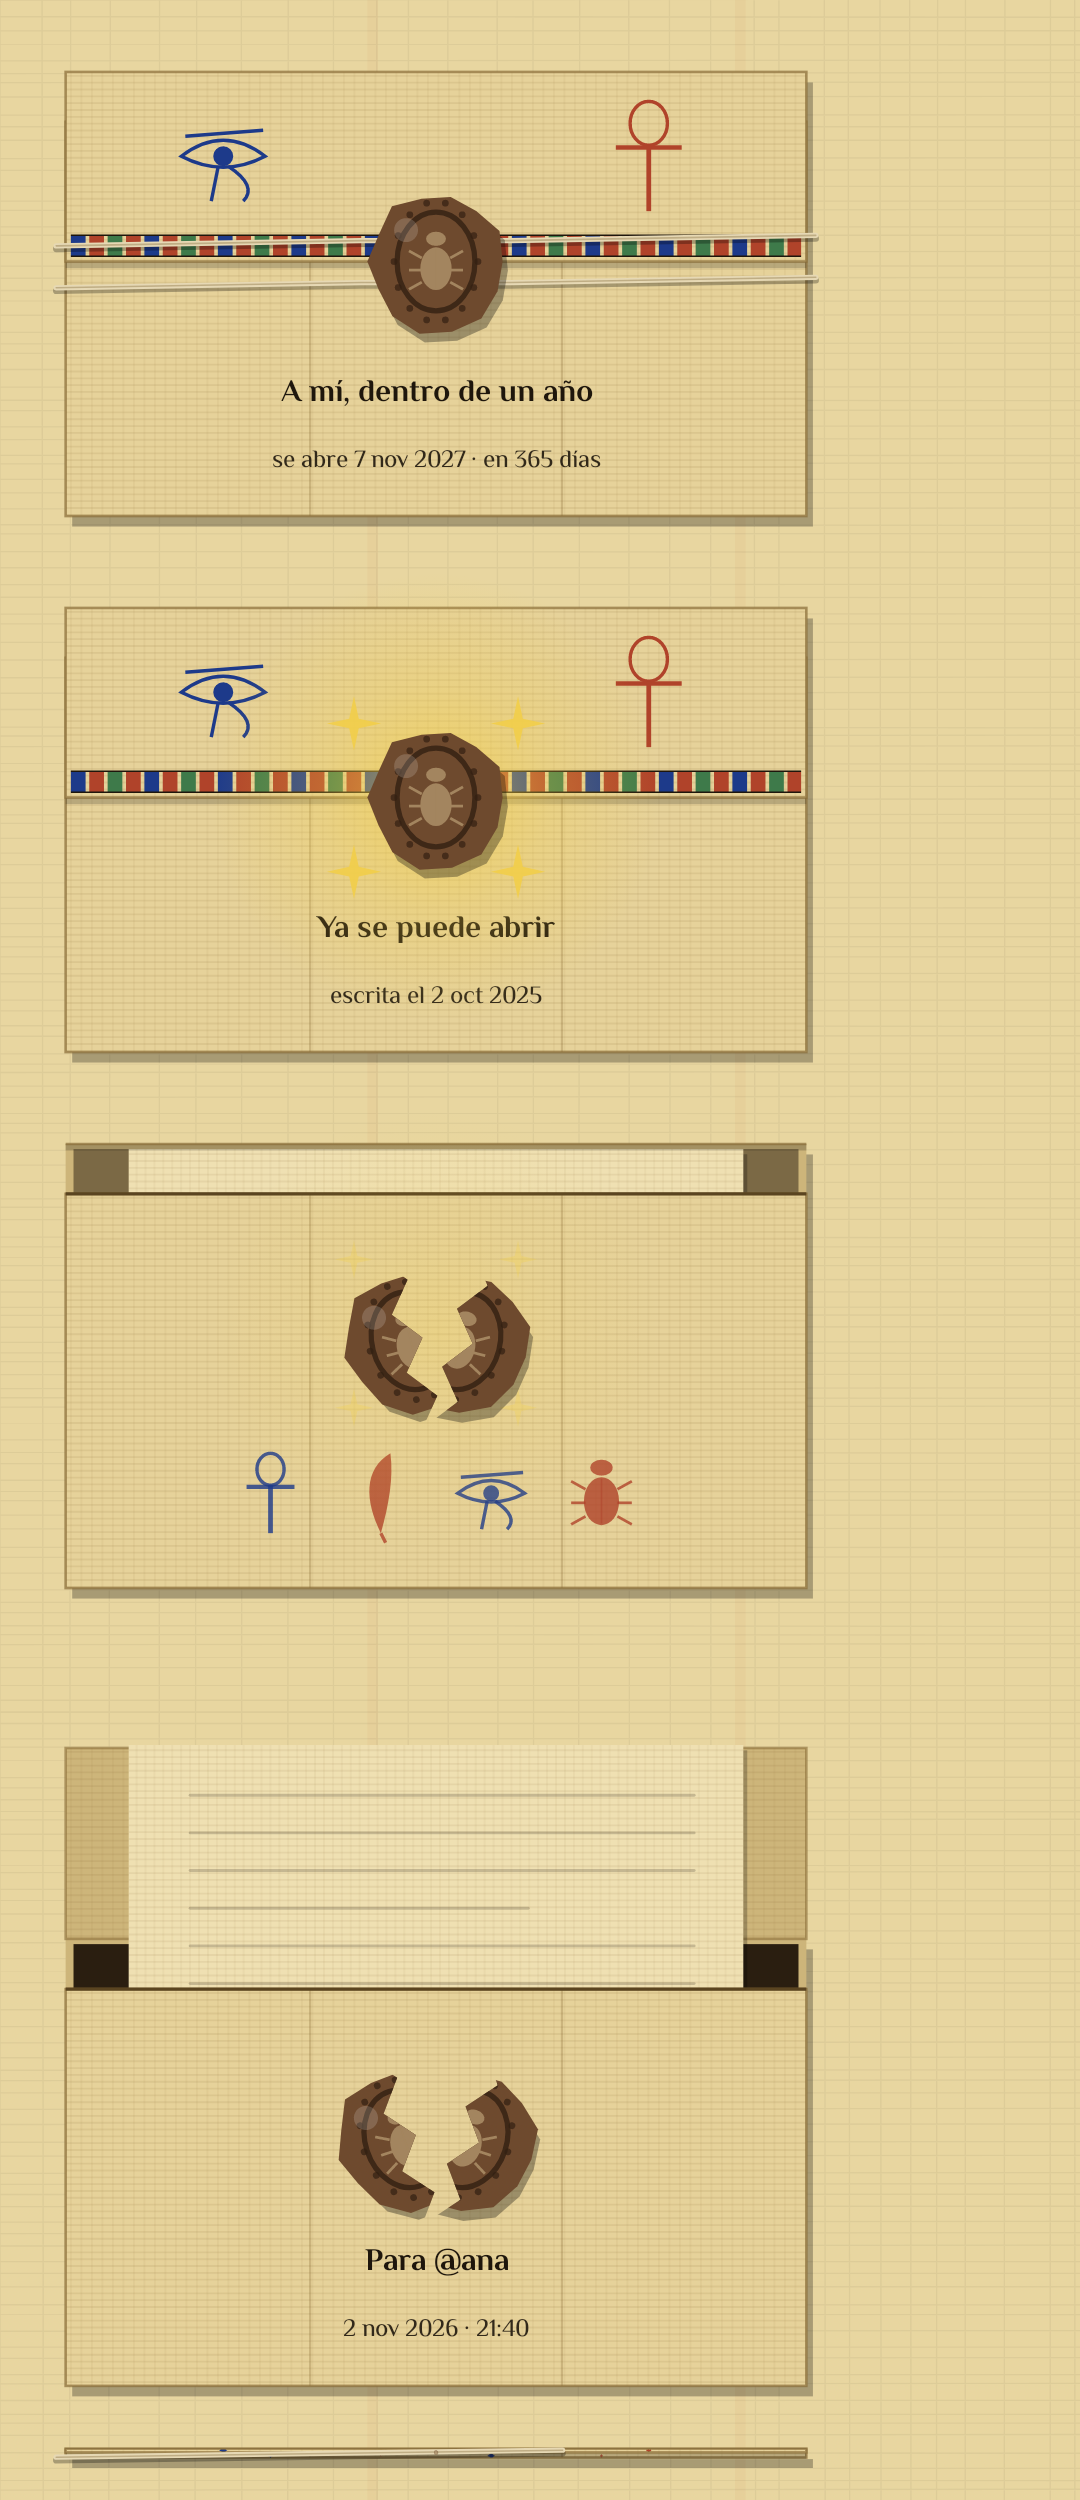 A mí, dentro de un año
se abre 7 nov 2027 · en 365 días
Ya se puede abrir
escrita el 2 oct 2025
Para @ana
2 nov 2026 · 21:40